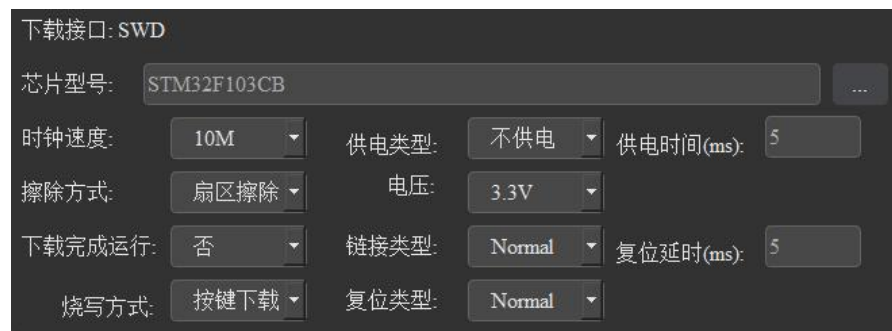 下载接口: SWD
芯片型号: STM32F103CB ...
时钟速度: 10M 供电类型: 不供电 供电时间(ms): 5
擦除方式: 扇区擦除 电压: 3.3V
下载完成运行: 否 链接类型: Normal 复位延时(ms): 5
烧写方式: 按键下载 复位类型: Normal